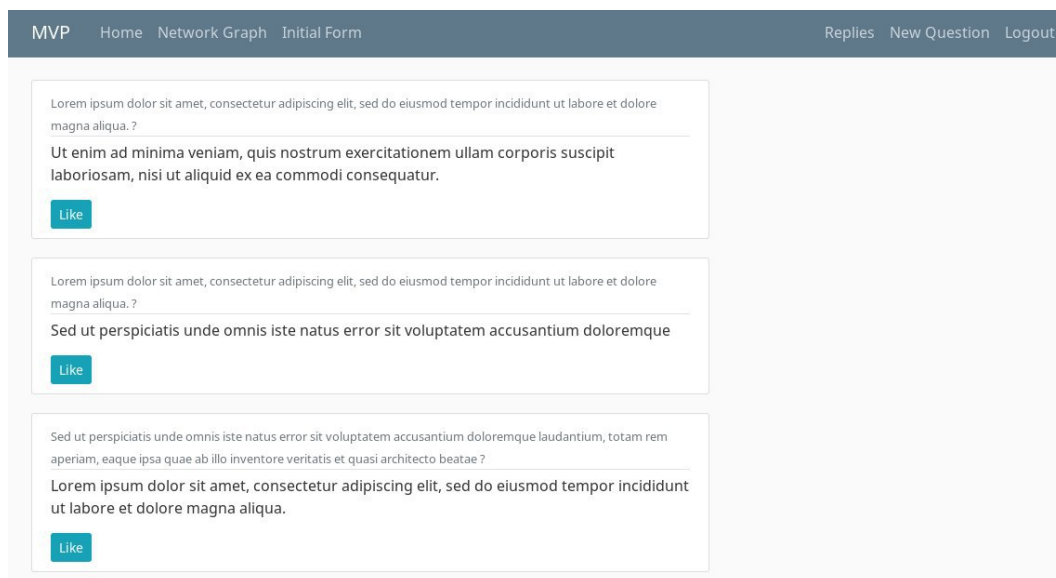 MVP Home Network Graph Initial Form Replies New Question Logout
Lorem ipsum dolor sit amet, consectetur adipiscing elit, sed do eiusmod tempor incididunt ut labore et dolore
magna aliqua. ?
Ut enim ad minima veniam, quis nostrum exercitationem ullam corporis suscipit
laboriosam, nisi ut aliquid ex ea commodi consequatur.
Like
Lorem ipsum dolor sit amet, consectetur adipiscing elit, sed do eiusmod tempor incididunt ut labore et dolore
magna aliqua. ?
Sed ut perspiciatis unde omnis iste natus error sit voluptatem accusantium doloremque
Like
Sed ut perspiciatis unde omnis iste natus error sit voluptatem accusantium doloremque laudantium, totam rem
aperiam, eaque ipsa quae ab illo inventore veritatis et quasi architecto beatae ?
Lorem ipsum dolor sit amet, consectetur adipiscing elit, sed do eiusmod tempor incididunt
ut labore et dolore magna aliqua.
Like